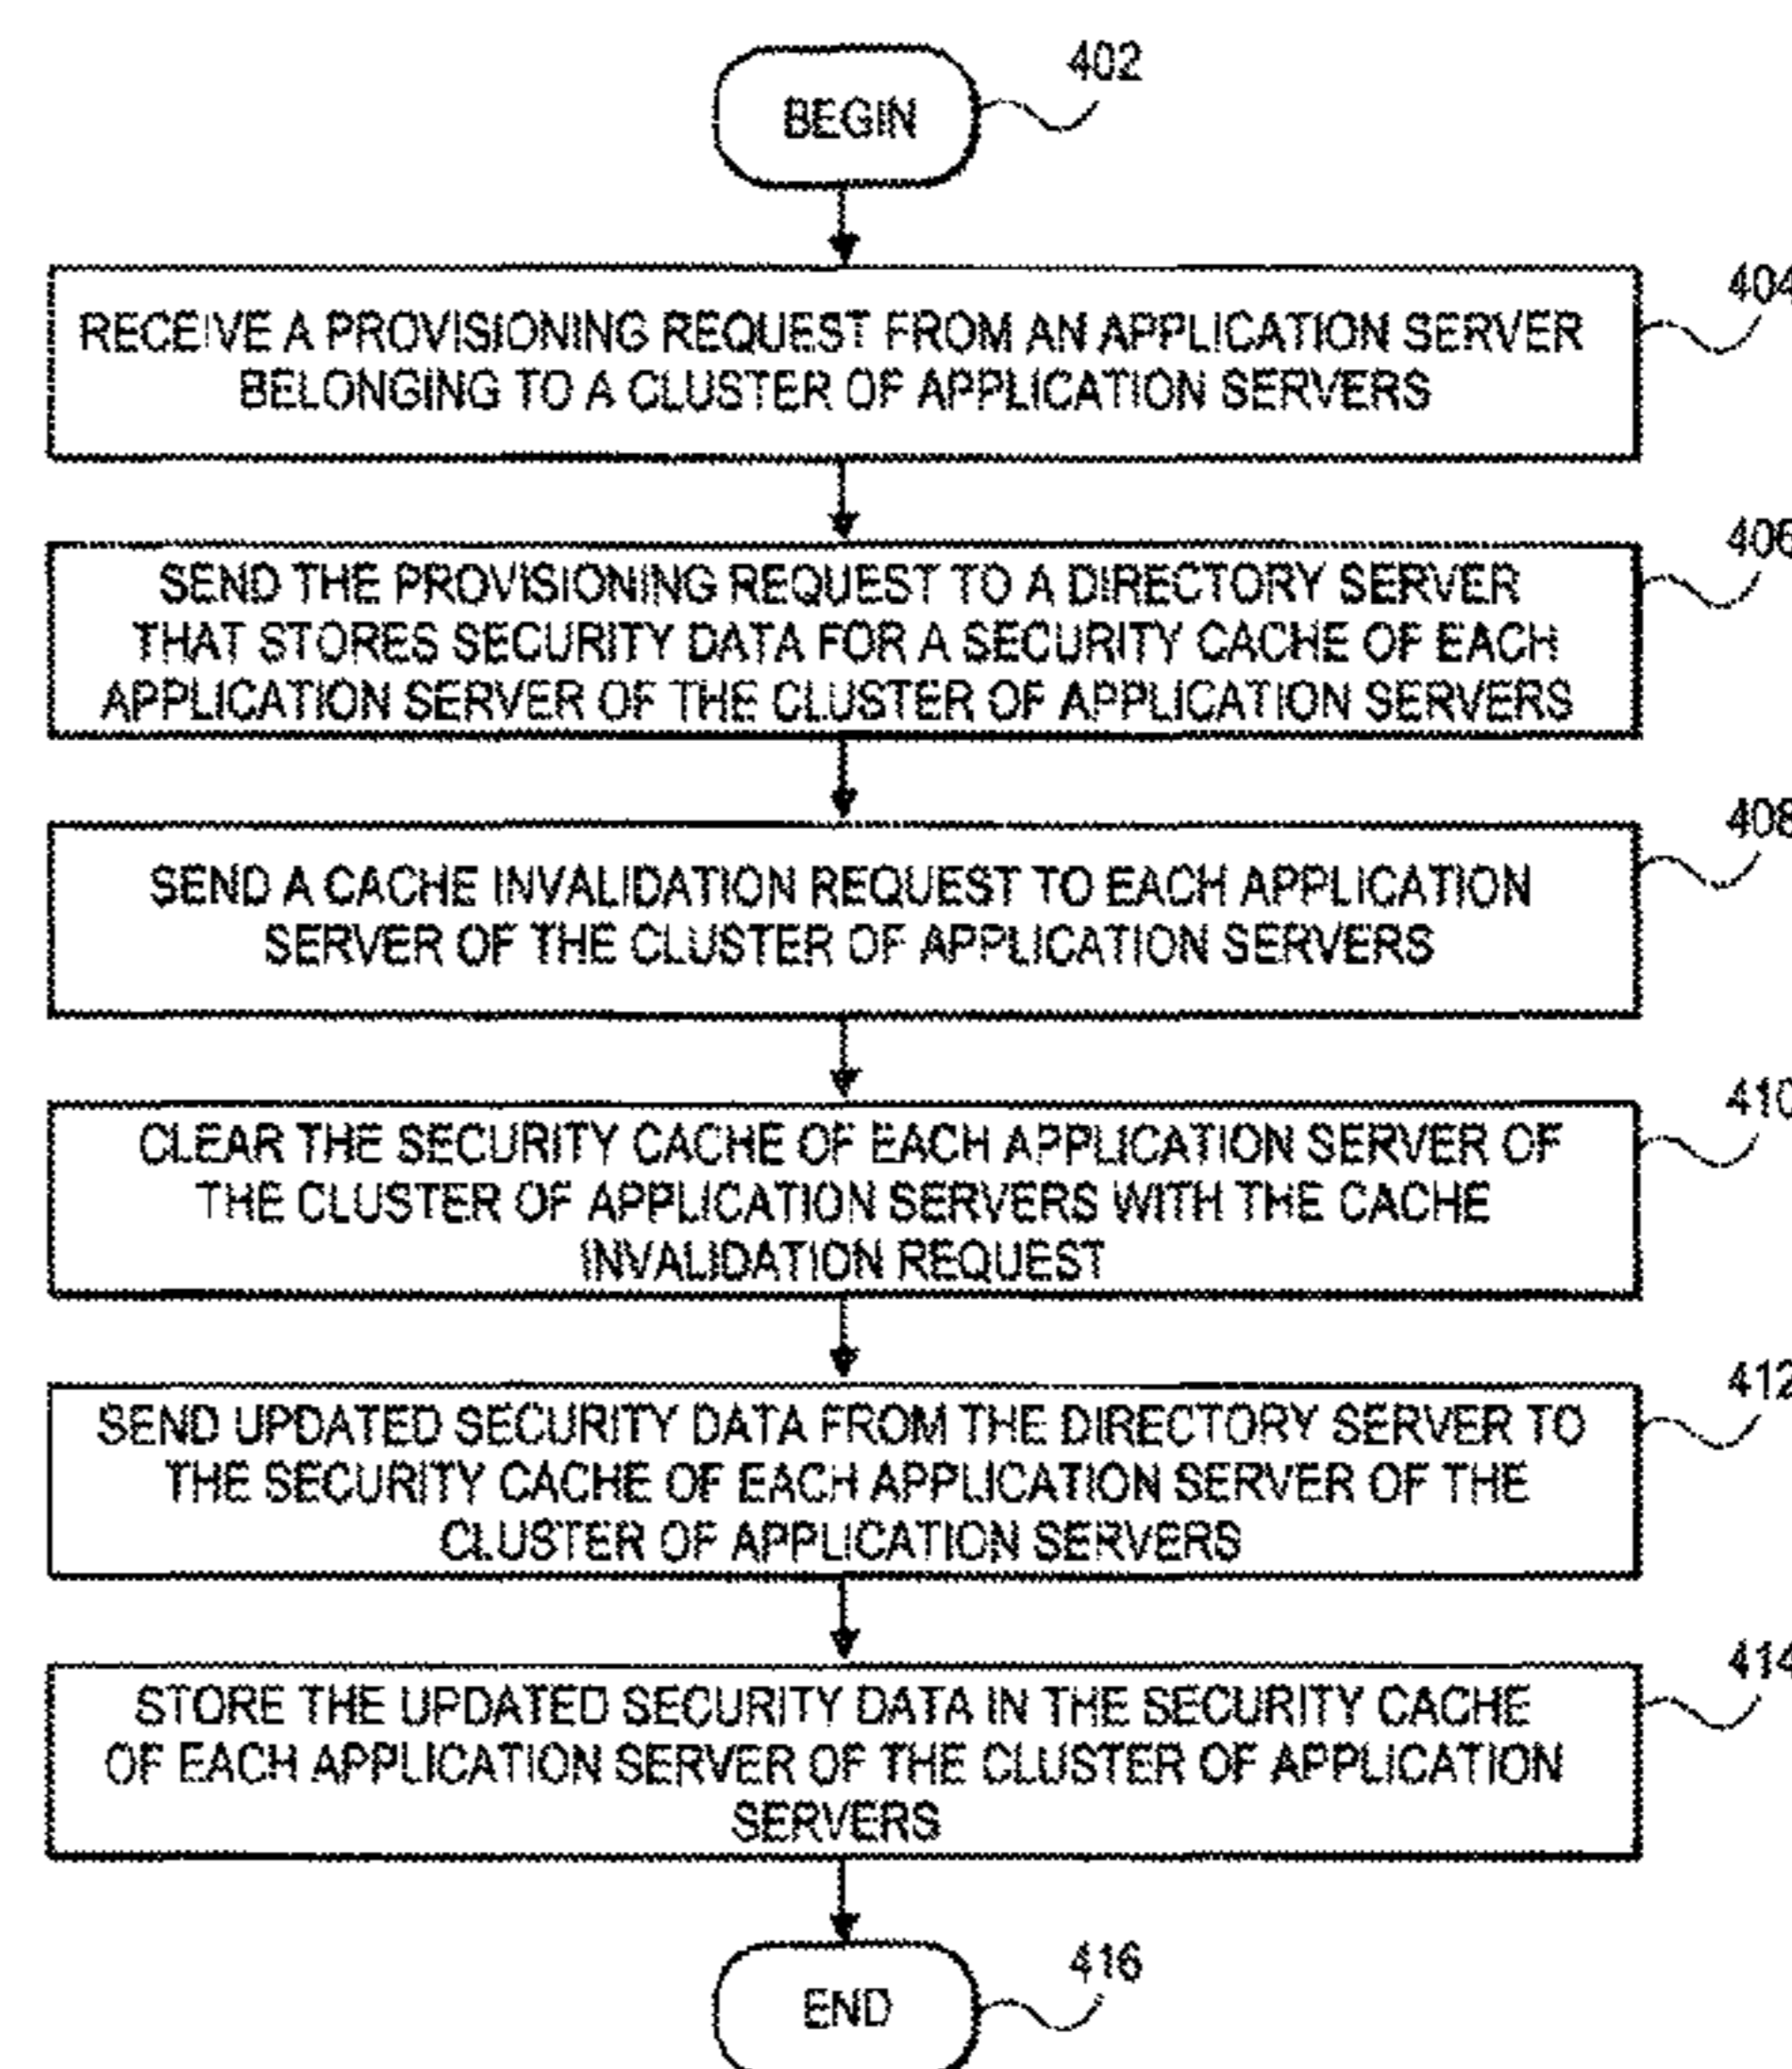 402
BEGIN
404
RECEIVE A PROVISIONING REQUEST FROM AN APPLICATION SERVER
BELONGING TO A CLUSTER OF APPLICATION SERVERS
406
SEND THE PROVISIONING REQUEST TO A DIRECTORY SERVER
THAT STORES SECURITY DATA FOR A SECURITY CACHE OF EACH
APPLICATION SERVER OF THE CLUSTER OF APPLICATION SERVERS
408
SEND A CACHE INVALIDATION REQUEST TO EACH APPLICATION
SERVER OF THE CLUSTER OF APPLICATION SERVERS
410
CLEAR THE SECURITY CACHE OF EACH APPLICATION SERVER OF
THE CLUSTER OF APPLICATION SERVERS WITH THE CACHE
INVALIDATION REQUEST
412
SEND UPDATED SECURITY DATA FROM THE DIRECTORY SERVER TO
THE SECURITY CACHE OF EACH APPLICATION SERVER OF THE
CLUSTER OF APPLICATION SERVERS
414
STORE THE UPDATED SECURITY DATA IN THE SECURITY CACHE
OF EACH APPLICATION SERVER OF THE CLUSTER OF APPLICATION
SERVERS
416
END